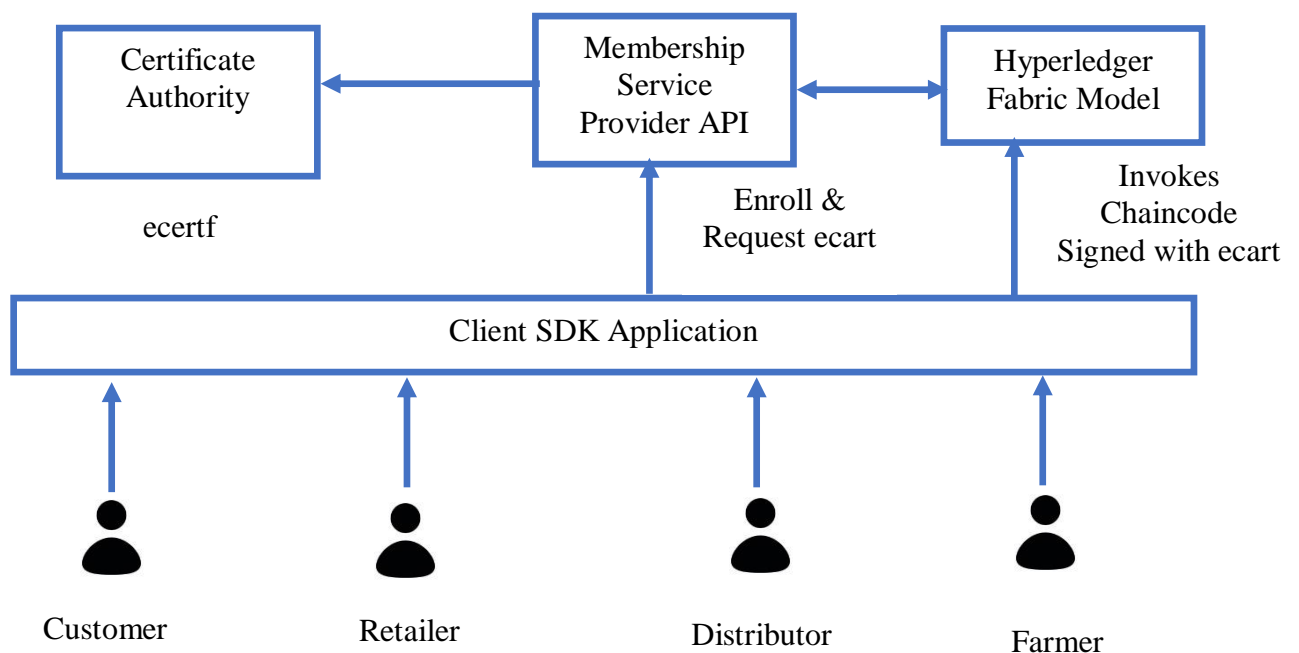 Certificate
Authority
Membership
Service
Provider API
Hyperledger
Fabric Model
ecertf
Enroll &
Request ecart
Invokes
Chaincode
Signed with ecart
Client SDK Application
Customer
Retailer
Distributor
Farmer